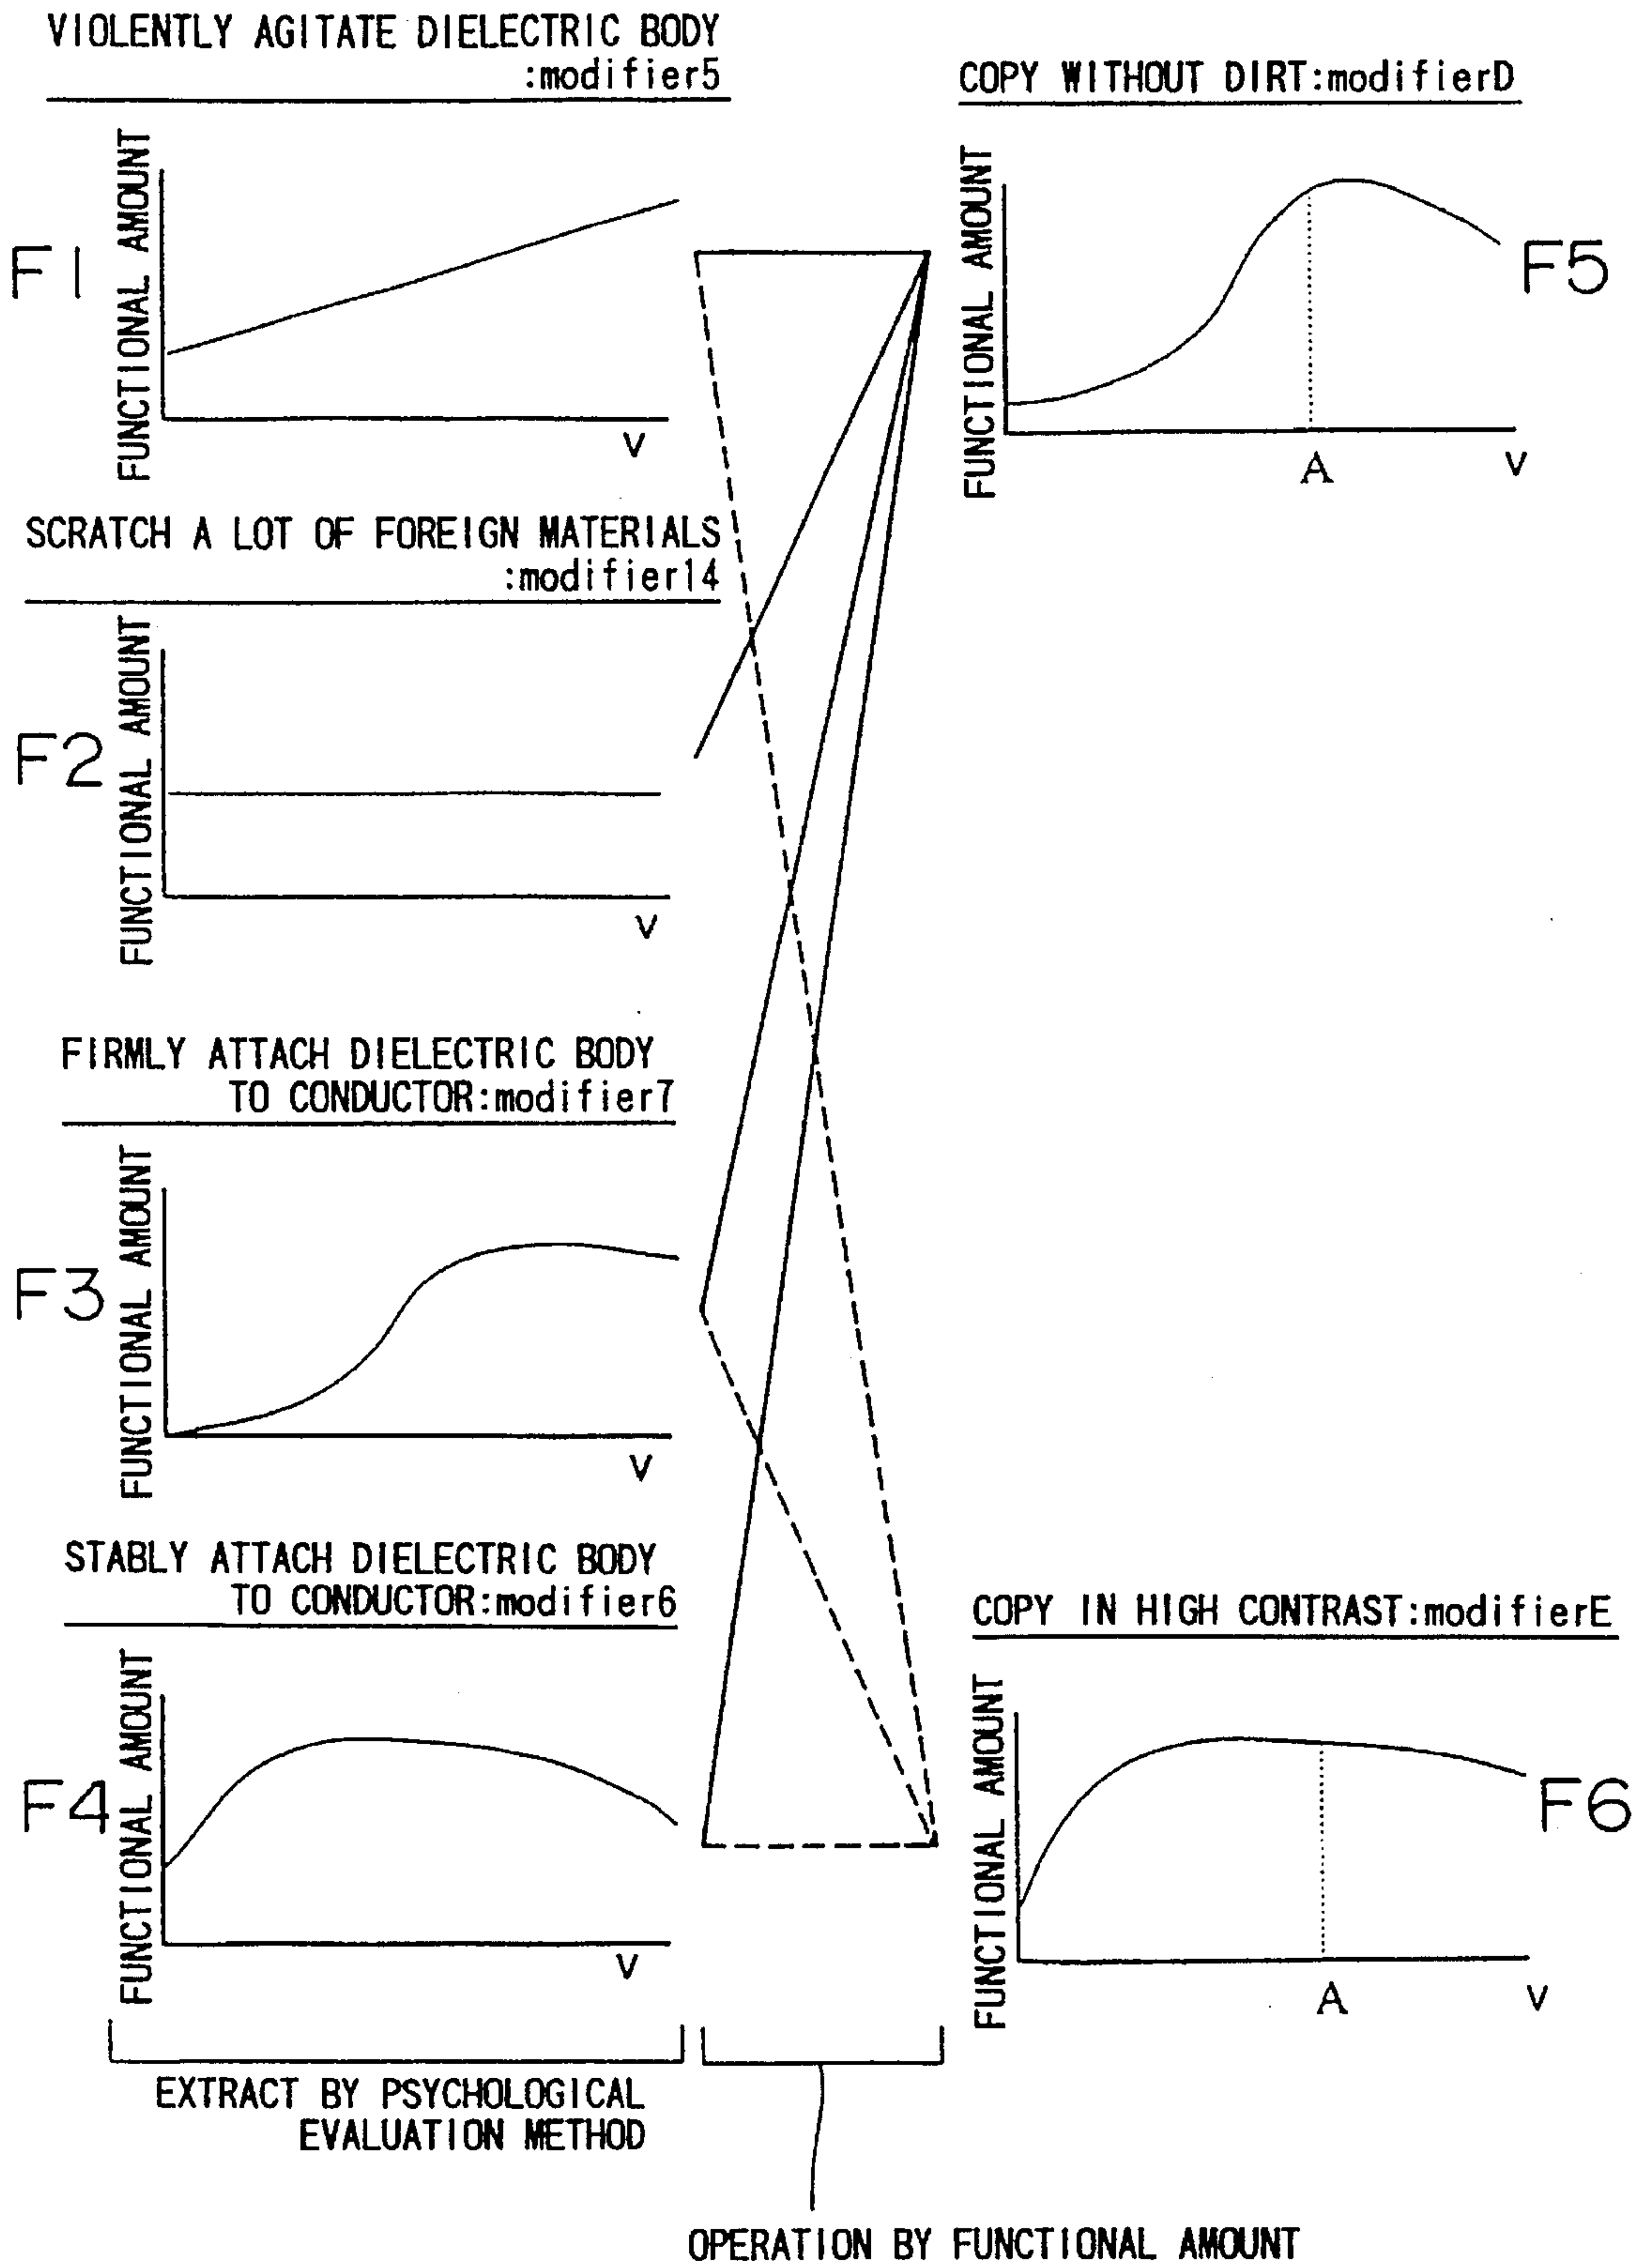 VIOLENTLY AGITATE DIELECTRIC BODY
:modifier5
F1
FUNCTIONAL AMOUNT
V
COPY WITHOUT DIRT:modifierD
FUNCTIONAL AMOUNT
F5
A
V
SCRATCH A LOT OF FOREIGN MATERIALS
:modifier14
F2
FUNCTIONAL AMOUNT
V
FIRMLY ATTACH DIELECTRIC BODY
TO CONDUCTOR:modifier7
F3
FUNCTIONAL AMOUNT
V
STABLY ATTACH DIELECTRIC BODY
TO CONDUCTOR:modifier6
F4
FUNCTIONAL AMOUNT
V
COPY IN HIGH CONTRAST:modifierE
FUNCTIONAL AMOUNT
F6
A
V
EXTRACT BY PSYCHOLOGICAL
EVALUATION METHOD
OPERATION BY FUNCTIONAL AMOUNT